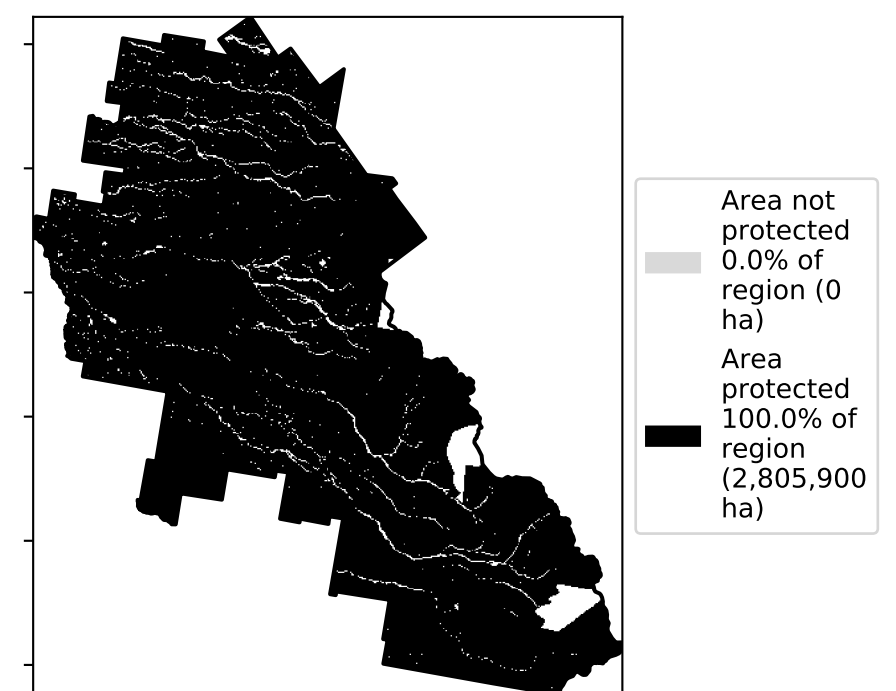 Area not
protected
0.0% of
region (0
ha)
Area
protected
100.0% of
region
(2,805,900
ha)